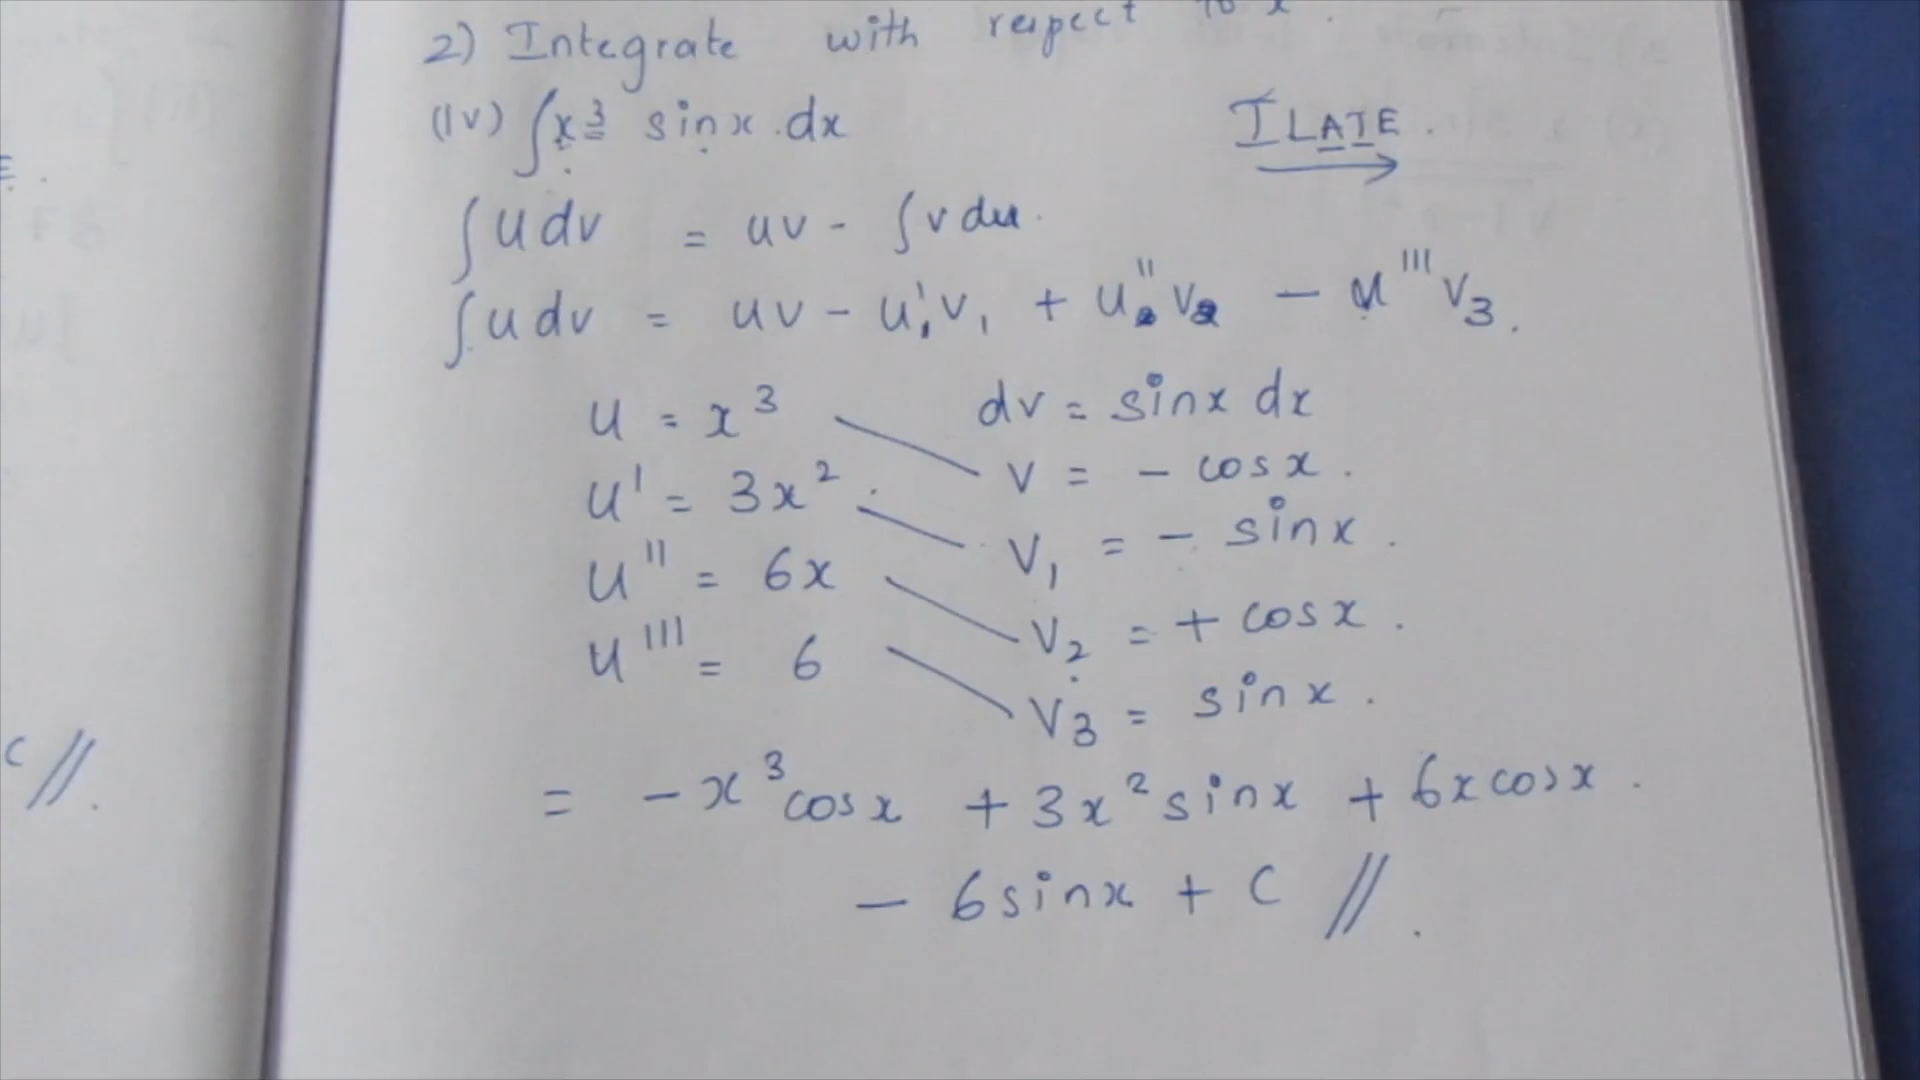 2) Integrate with respect to x.
(iv) ∫x³ sinx.dx
ILATE.
∫udv = uv - ∫vdu.
∫udv = uv - u'v₁ + u''v₂ - u'''v₃.
u = x³ dv = sinx dx
u' = 3x² v = - cosx.
u'' = 6x v₁ = - sinx.
u''' = 6 v₂ = + cosx.
v₃ = sinx.
= - x³cosx + 3x²sinx + 6xcosx.
- 6sinx + c //.
c //.